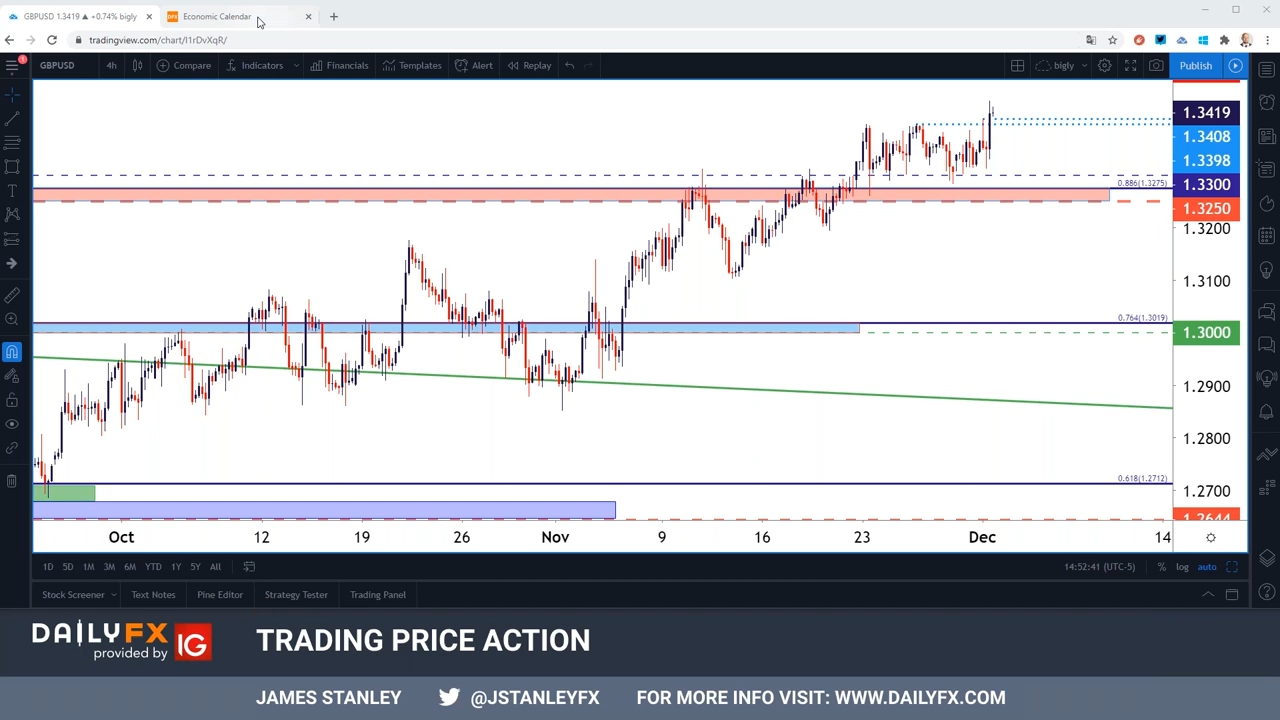 GBPUSD 1.3419 ▲ +0.74% bigly
DFX Economic Calendar
tradingview.com/chart/I1rDvXqR/
GBPUSD 4h Compare Indicators Financials Templates Alert Replay bigly Publish
1.3419
1.3408
1.3398
0.886(1.3275)
1.3300
1.3250
1.3200
1.3100
0.764(1.3019)
1.3000
1.2900
1.2800
0.618(1.2712)
1.2700
1.2644
Oct 12 19 26 Nov 9 16 23 Dec 14
1D 5D 1M 3M 6M YTD 1Y 5Y All 14:52:41 (UTC-5) % log auto
Stock Screener Text Notes Pine Editor Strategy Tester Trading Panel
DAILYFX
provided by IG
TRADING PRICE ACTION
JAMES STANLEY @JSTANLEYFX FOR MORE INFO VISIT: WWW.DAILYFX.COM